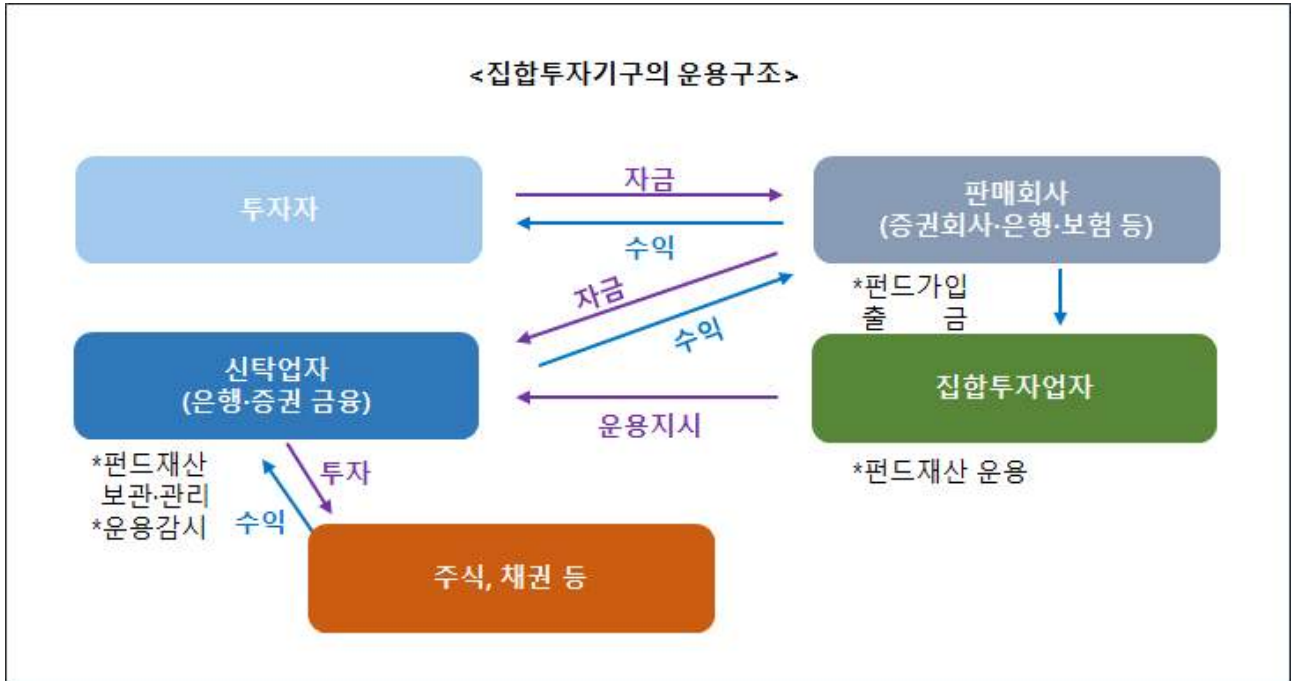 <집합투자기구의 운용구조>
투자자
자금
수익
판매회사
(증권회사·은행·보험 등)
자금
수익
*펀드가입
출 금
신탁업자
(은행·증권 금융)
운용지시
집합투자업자
*펀드재산
보관·관리
*운용감시
투자
수익
*펀드재산 운용
주식, 채권 등